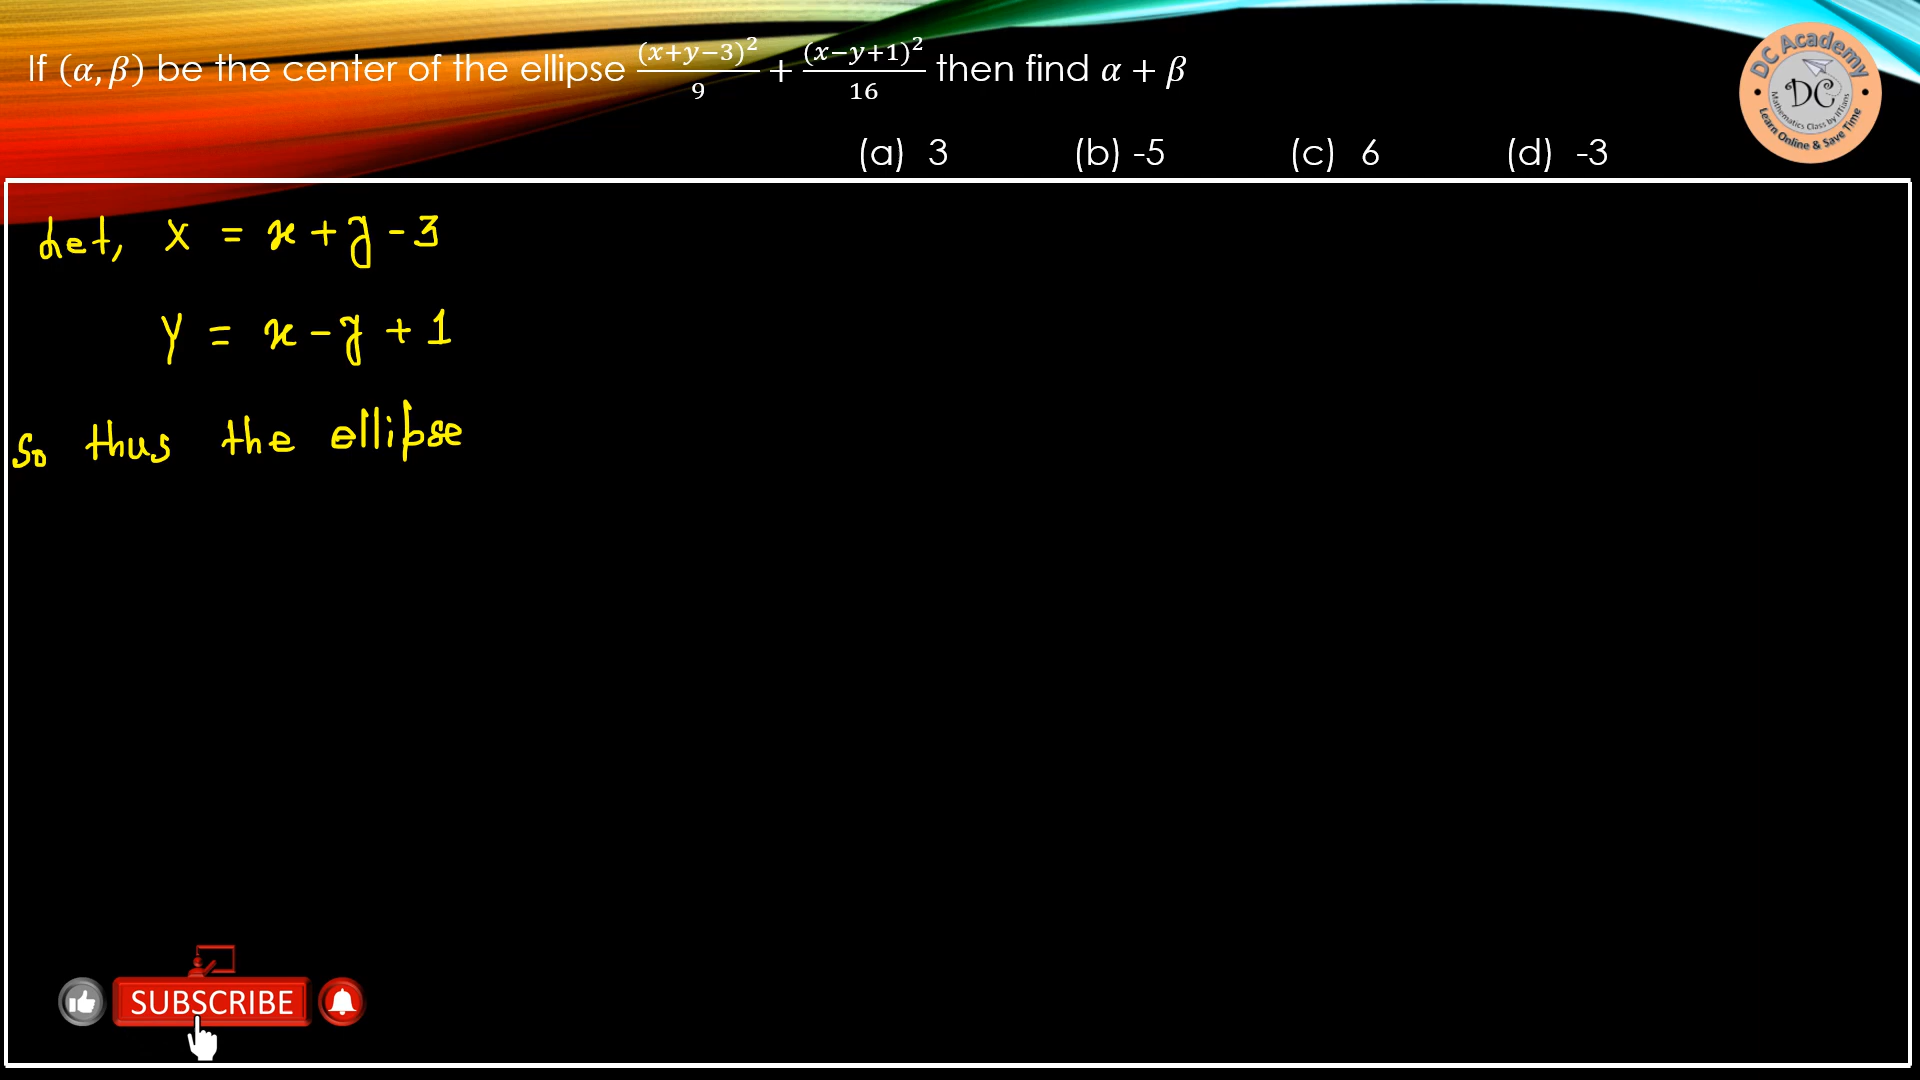 If (α, β) be the center of the ellipse (x+y−3)²/9 + (x−y+1)²/16 then find α + β
(a) 3 (b) -5 (c) 6 (d) -3
DC Academy
DC
Mathematics Class by IITians
Learn Online & Save Time
Let, X = x + y - 3
Y = x - y + 1
So thus the ellipse
SUBSCRIBE